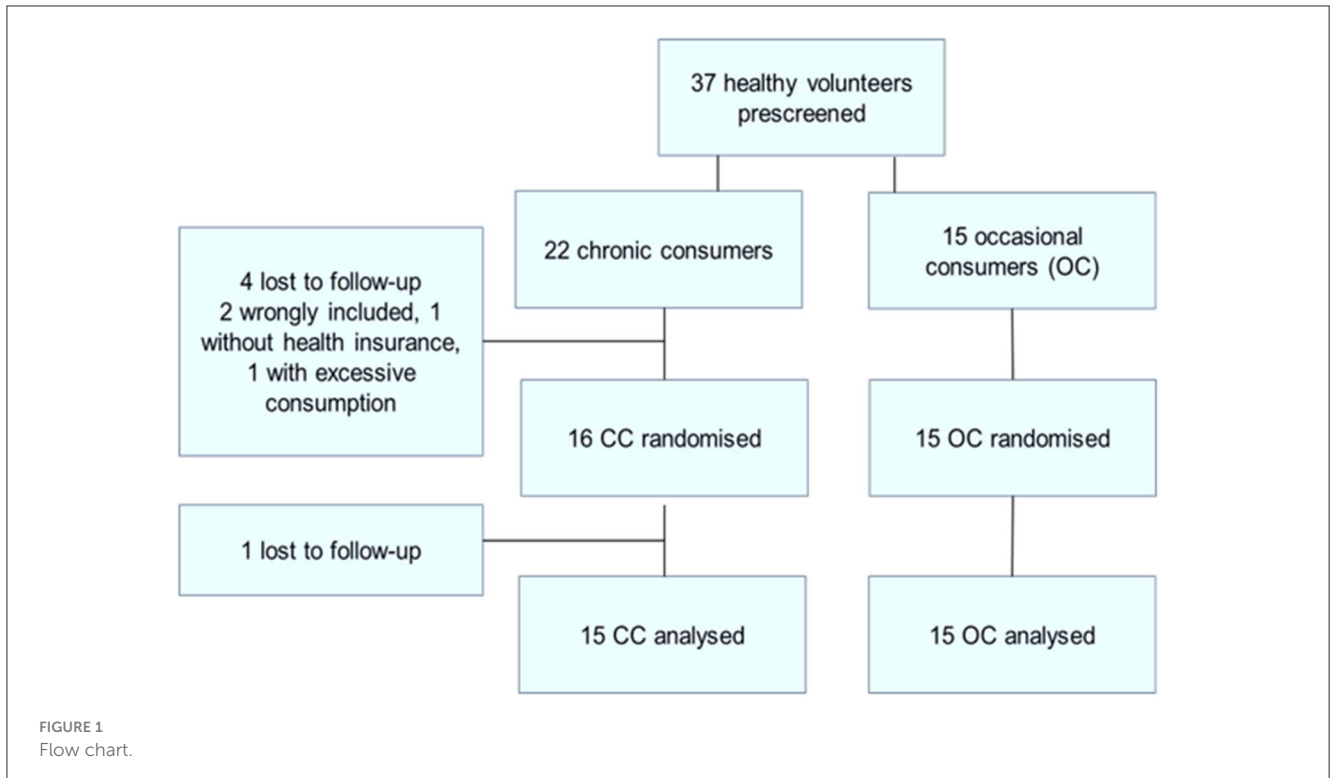 37 healthy volunteers
prescreened
22 chronic consumers
15 occasional
consumers (OC)
4 lost to follow-up
2 wrongly included, 1
without health insurance,
1 with excessive
consumption
16 CC randomised
15 OC randomised
1 lost to follow-up
15 CC analysed
15 OC analysed
FIGURE 1
Flow chart.